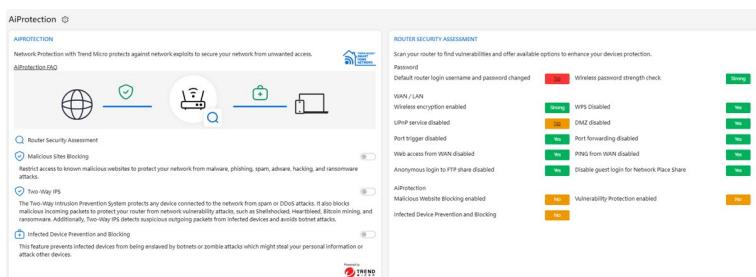 AiProtection
AIPROTECTION
Network Protection with Trend Micro protects against network exploits to secure your network from unwanted access.
AiProtection FAQ
Router Security Assessment
Malicious Sites Blocking
Restrict access to known malicious websites to protect your network from malware, phishing, spam, adware, hacking, and ransomware
attacks.
Two-Way IPS
The Two-Way Intrusion Prevention System protects any device connected to the network from spam or DDoS attacks. It also blocks
malicious incoming packets to protect your router from network vulnerability attacks, such as Shellshocked, Heartbleed, Bitcoin mining, and
ransomware. Additionally, Two-Way IPS detects suspicious outgoing packets from infected devices and avoids botnet attacks.
Infected Device Prevention and Blocking
This feature prevents infected devices from being enslaved by botnets or zombie attacks which might steal your personal information or
attack other devices.
TREND
MICRO
ROUTER SECURITY ASSESSMENT
Scan your router to find vulnerabilities and offer available options to enhance your devices protection.
Password
Default router login username and password changed No Wireless password strength check Strong
WAN / LAN
Wireless encryption enabled Strong WPS Disabled Yes
UPnP service disabled No DMZ disabled Yes
Port trigger disabled Yes Port forwarding disabled Yes
Web access from WAN disabled Yes PING from WAN disabled Yes
Anonymous login to FTP share disabled Yes Disable guest login for Network Place Share Yes
AiProtection
Malicious Website Blocking enabled No Vulnerability Protection enabled No
Infected Device Prevention and Blocking No